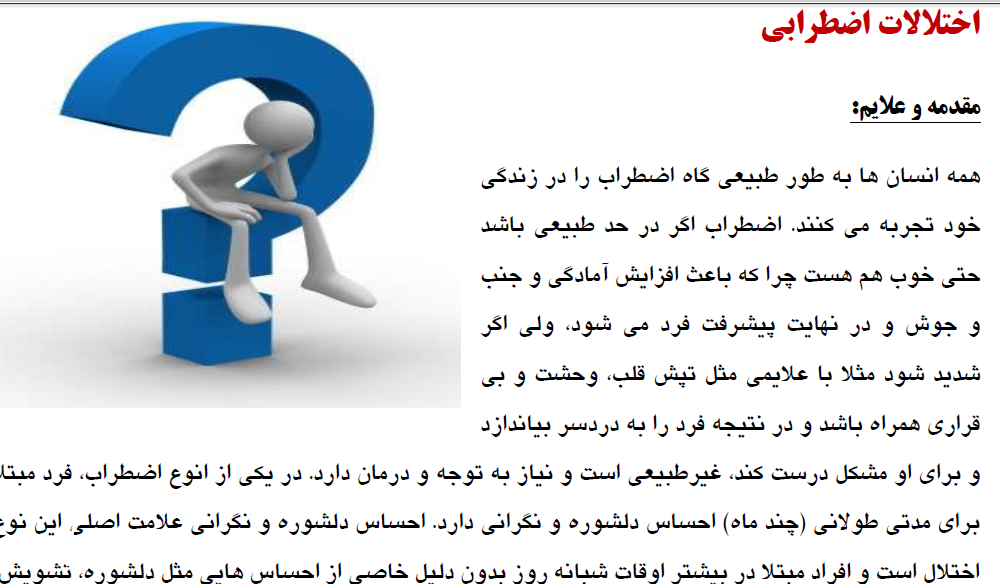 اختلالات اضطرابی
مقدمه و علایم:
همه انسان ها به طور طبیعی گاه اضطراب را در زندگی
خود تجربه می کنند. اضطراب اگر در حد طبیعی باشد
حتی خوب هم هست چرا که باعث افزایش آمادگی و جنب
و جوش و در نهایت پیشرفت فرد می شود، ولی اگر
شدید شود مثلا با علایمی مثل تپش قلب، وحشت و بی
قراری همراه باشد و در نتیجه فرد را به دردسر بیاندازد
و برای او مشکل درست کند، غیرطبیعی است و نیاز به توجه و درمان دارد. در یکی از انوع اضطراب، فرد مبتلا
برای مدتی طولانی (چند ماه) احساس دلشوره و نگرانی دارد. احساس دلشوره و نگرانی علامت اصلی این نوع
اختلال است و افراد مبتلا در بیشتر اوقات شبانه روز بدون دلیل خاصی از احساس هایی مثل دلشوره، تشویش